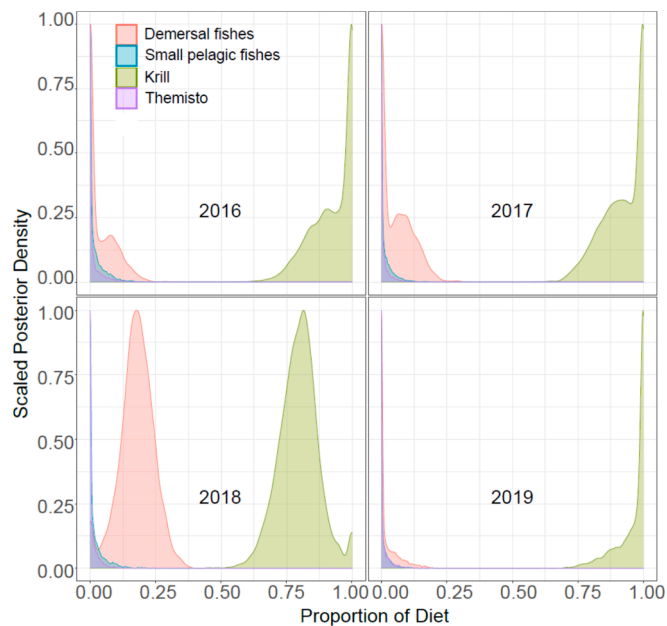 1.00
0.75
0.50
0.25
0.00
Demersal fishes
Small pelagic fishes
Krill
Themisto
2016
2017
1.00
0.75
0.50
0.25
0.00
2018
2019
0.00 0.25 0.50 0.75 1.00 0.00 0.25 0.50 0.75 1.00
Proportion of Diet
Scaled Posterior Density